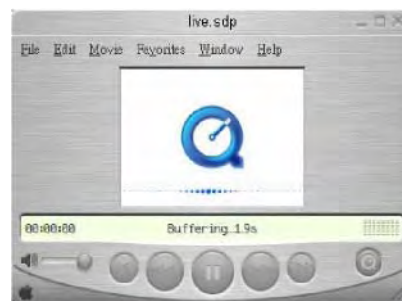 live.sdp
File Edit Movie Favorites Window Help
00:00:00 Buffering 1.9s